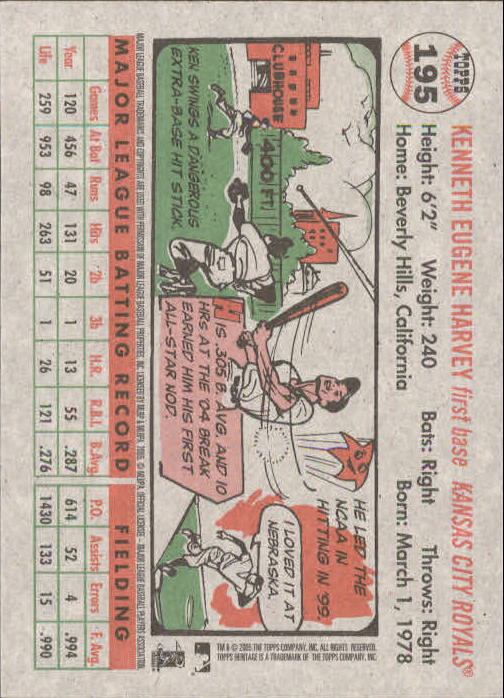 TOPPS
195
KENNETH EUGENE HARVEY first base KANSAS CITY ROYALS®
Height: 6'2" Weight: 240 Bats: Right Throws: Right
Home: Beverly Hills, California Born: March 1, 1978
CLUBHOUSE
400 FT.
KEN SWINGS A DANGEROUS
EXTRA-BASE HIT STICK.
HIS .305 B. AVG. AND 10
HRS AT THE '04 BREAK
EARNED HIM HIS FIRST
ALL-STAR NOD.
HE LED THE
NCAA IN
HITTING IN '99.
I LOVED IT AT
NEBRASKA.
TM & © 2005 THE TOPPS COMPANY, INC. ALL RIGHTS RESERVED.
TOPPS HERITAGE IS A TRADEMARK OF THE TOPPS COMPANY, INC.
MAJOR LEAGUE BATTING RECORD FIELDING
Games At Bat Runs Hits 2b 3b H.R. R.B.I. B.Avg. P.O. Assists Errors F. Avg.
Year 120 456 47 131 20 1 13 55 .287 614 52 4 .994
Life 259 953 98 263 51 1 26 121 .276 1430 133 15 .990